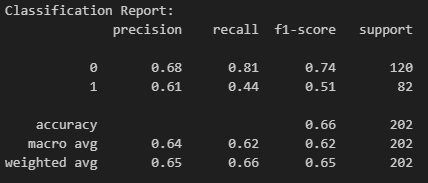 Classification Report:
precision recall f1-score support
0 0.68 0.81 0.74 120
1 0.61 0.44 0.51 82
accuracy 0.66 202
macro avg 0.64 0.62 0.62 202
weighted avg 0.65 0.66 0.65 202